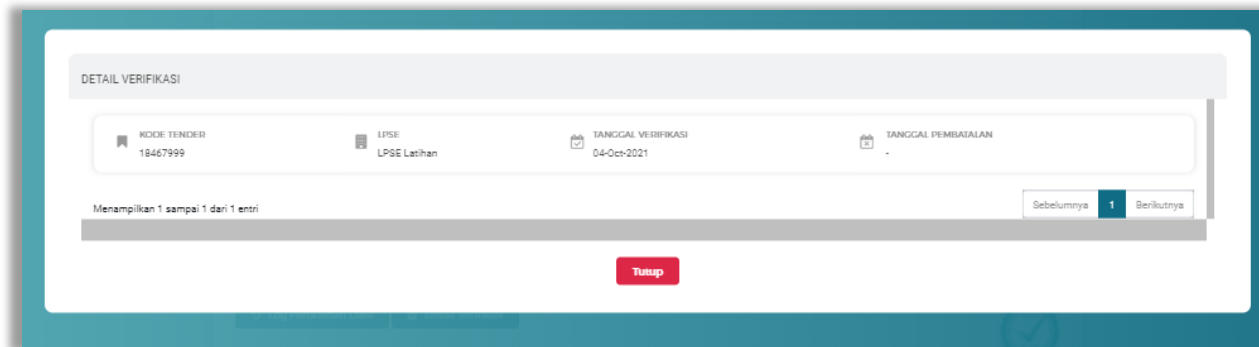 DETAIL VERIFIKASI
KODE TENDER LPSE TANGGAL VERIFIKASI TANGGAL PEMBATALAN
18467999 LPSE Latihan 04-Oct-2021 -
Menampilkan 1 sampai 1 dari 1 entri Sebelumnya 1 Berikutnya
Tutup